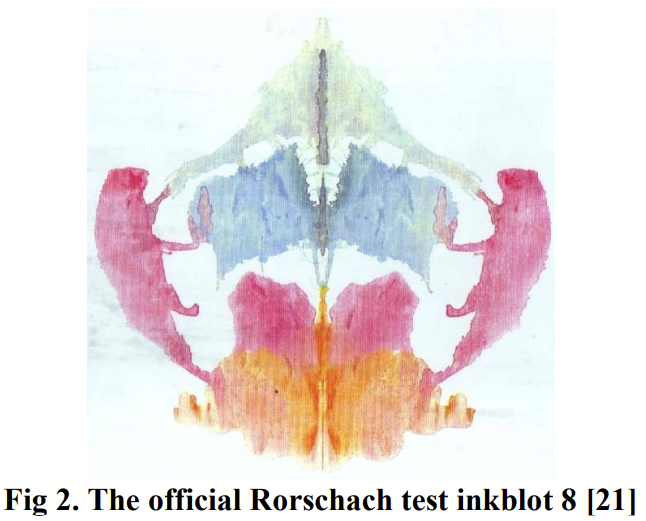 Fig 2. The official Rorschach test inkblot 8 [21]